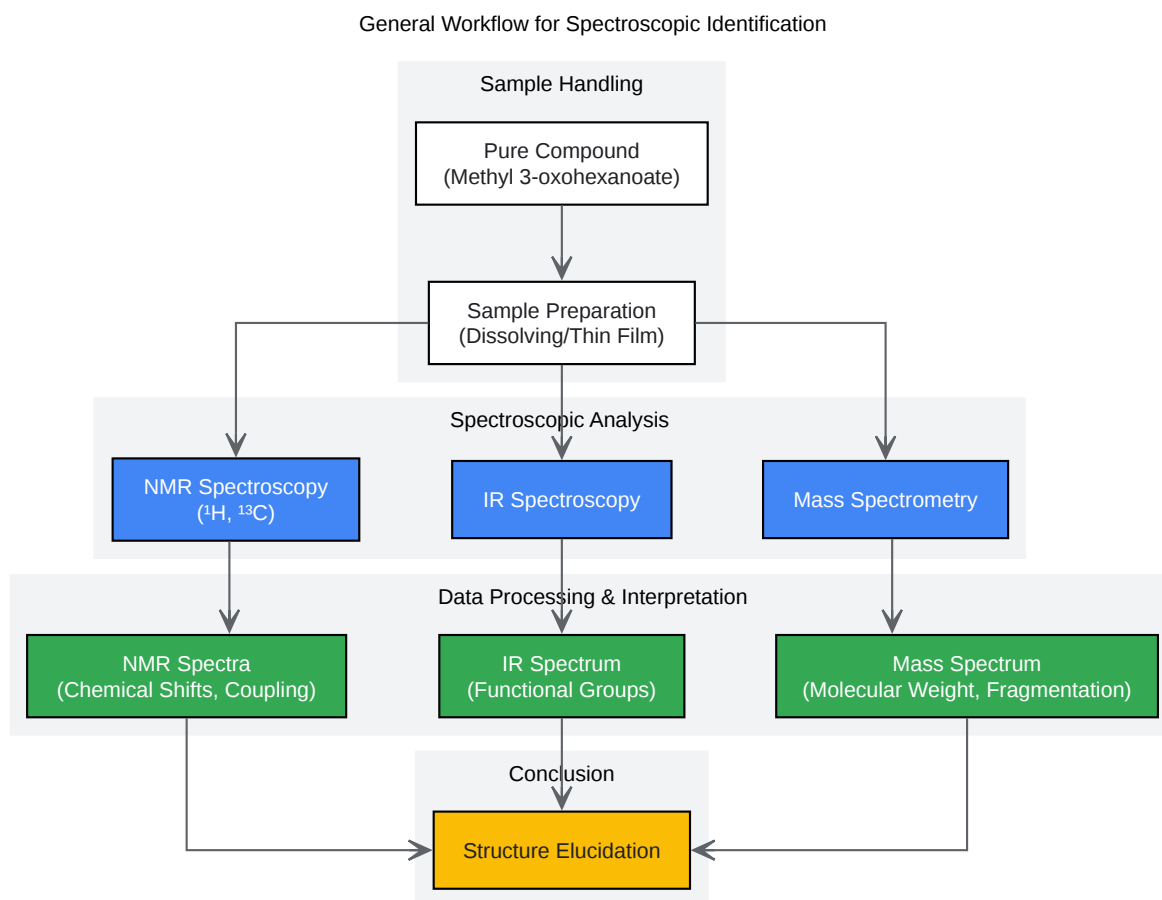 General Workflow for Spectroscopic Identification
Sample Handling
Pure Compound
(Methyl 3-oxohexanoate)
Sample Preparation
(Dissolving/Thin Film)
Spectroscopic Analysis
NMR Spectroscopy
(¹H, ¹³C)
IR Spectroscopy
Mass Spectrometry
Data Processing & Interpretation
NMR Spectra
(Chemical Shifts, Coupling)
IR Spectrum
(Functional Groups)
Mass Spectrum
(Molecular Weight, Fragmentation)
Conclusion
Structure Elucidation